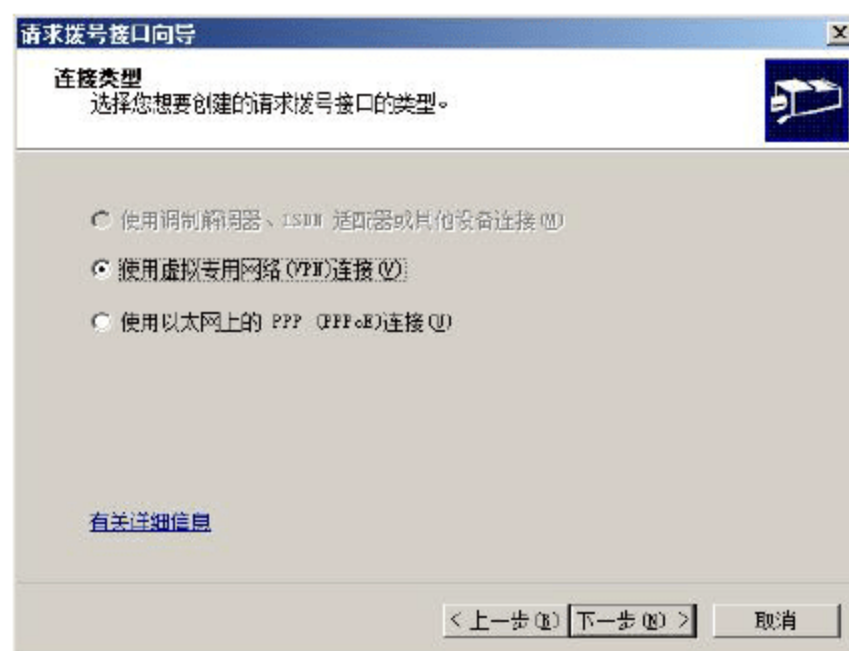 请求拨号接口向导
连接类型
选择您想要创建的请求拨号接口的类型。
使用调制解调器、ISDN 适配器或其他设备连接(M)
使用虚拟专用网络(VPN)连接(V)
使用以太网上的 PPP (PPPoE)连接(U)
有关详细信息
< 上一步(B) 下一步(N) > 取消